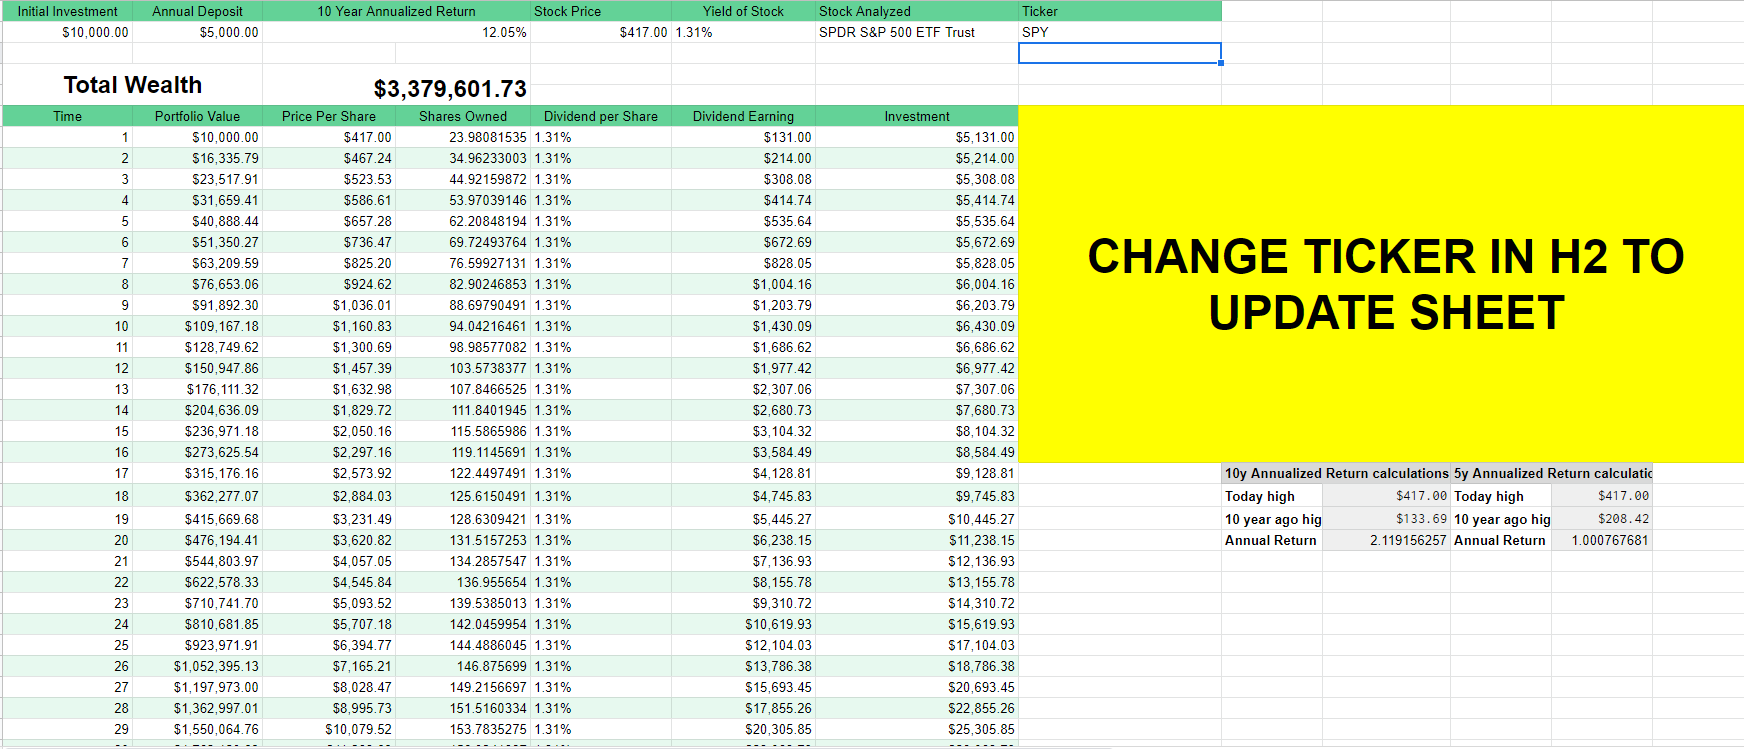 Initial Investment Annual Deposit 10 Year Annualized Return Stock Price Yield of Stock Stock Analyzed Ticker
$10,000.00 $5,000.00 12.05% $417.00 1.31% SPDR S&P 500 ETF Trust SPY
Total Wealth $3,379,601.73
Time Portfolio Value Price Per Share Shares Owned Dividend per Share Dividend Earning Investment
1 $10,000.00 $417.00 23.98081535 1.31% $131.00 $5,131.00
2 $16,335.79 $467.24 34.96233003 1.31% $214.00 $5,214.00
3 $23,517.91 $523.53 44.92159872 1.31% $308.08 $5,308.08
4 $31,659.41 $586.61 53.97039146 1.31% $414.74 $5,414.74
5 $40,888.44 $657.28 62.20848194 1.31% $535.64 $5,535.64
6 $51,350.27 $736.47 69.72493764 1.31% $672.69 $5,672.69
7 $63,209.59 $825.20 76.59927131 1.31% $828.05 $5,828.05
8 $76,653.06 $924.62 82.90246853 1.31% $1,004.16 $6,004.16
9 $91,892.30 $1,036.01 88.69790491 1.31% $1,203.79 $6,203.79
10 $109,167.18 $1,160.83 94.04216461 1.31% $1,430.09 $6,430.09
11 $128,749.62 $1,300.69 98.98577082 1.31% $1,686.62 $6,686.62
12 $150,947.86 $1,457.39 103.5738377 1.31% $1,977.42 $6,977.42
13 $176,111.32 $1,632.98 107.8466525 1.31% $2,307.06 $7,307.06
14 $204,636.09 $1,829.72 111.8401945 1.31% $2,680.73 $7,680.73
15 $236,971.18 $2,050.16 115.5865986 1.31% $3,104.32 $8,104.32
16 $273,625.54 $2,297.16 119.1145691 1.31% $3,584.49 $8,584.49
17 $315,176.16 $2,573.92 122.4497491 1.31% $4,128.81 $9,128.81
18 $362,277.07 $2,884.03 125.6150491 1.31% $4,745.83 $9,745.83
19 $415,669.68 $3,231.49 128.6309421 1.31% $5,445.27 $10,445.27
20 $476,194.41 $3,620.82 131.5157253 1.31% $6,238.15 $11,238.15
21 $544,803.97 $4,057.05 134.2857547 1.31% $7,136.93 $12,136.93
22 $622,578.33 $4,545.84 136.955654 1.31% $8,155.78 $13,155.78
23 $710,741.70 $5,093.52 139.5385013 1.31% $9,310.72 $14,310.72
24 $810,681.85 $5,707.18 142.0459954 1.31% $10,619.93 $15,619.93
25 $923,971.91 $6,394.77 144.4886045 1.31% $12,104.03 $17,104.03
26 $1,052,395.13 $7,165.21 146.875699 1.31% $13,786.38 $18,786.38
27 $1,197,973.00 $8,028.47 149.2156697 1.31% $15,693.45 $20,693.45
28 $1,362,997.01 $8,995.73 151.5160334 1.31% $17,855.26 $22,855.26
29 $1,550,064.76 $10,079.52 153.7835275 1.31% $20,305.85 $25,305.85
CHANGE TICKER IN H2 TO
UPDATE SHEET
10y Annualized Return calculations 5y Annualized Return calculatic
Today high $417.00 Today high $417.00
10 year ago hig $133.69 10 year ago hig $208.42
Annual Return 2.119156257 Annual Return 1.000767681